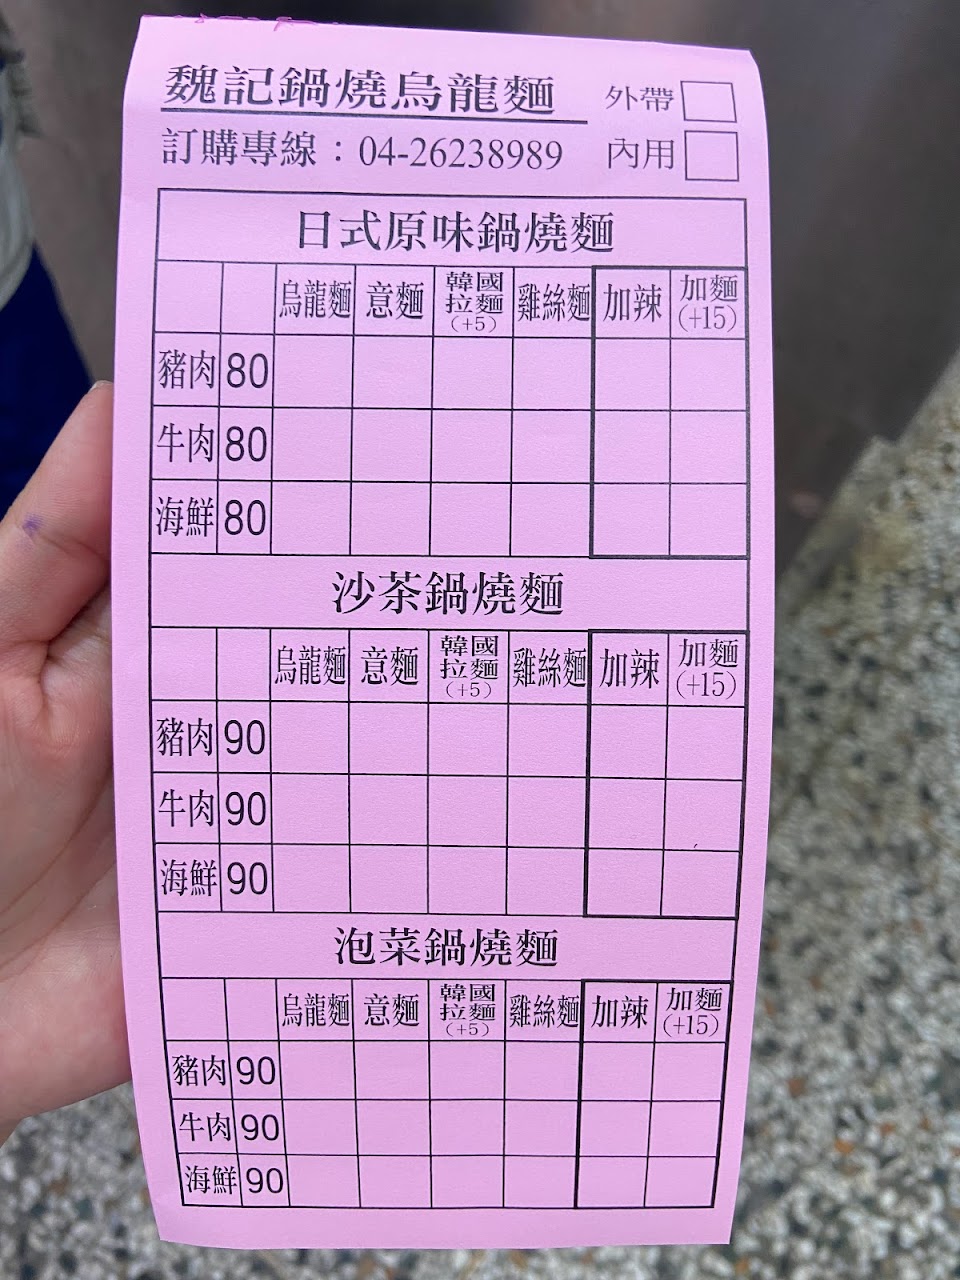 魏記鍋燒烏龍麵 外帶
訂購專線：04-26238989 內用
日式原味鍋燒麵
烏龍麵 意麵 韓國拉麵(+5) 雞絲麵 加辣 加麵(+15)
豬肉 80
牛肉 80
海鮮 80
沙茶鍋燒麵
烏龍麵 意麵 韓國拉麵(+5) 雞絲麵 加辣 加麵(+15)
豬肉 90
牛肉 90
海鮮 90
泡菜鍋燒麵
烏龍麵 意麵 韓國拉麵(+5) 雞絲麵 加辣 加麵(+15)
豬肉 90
牛肉 90
海鮮 90